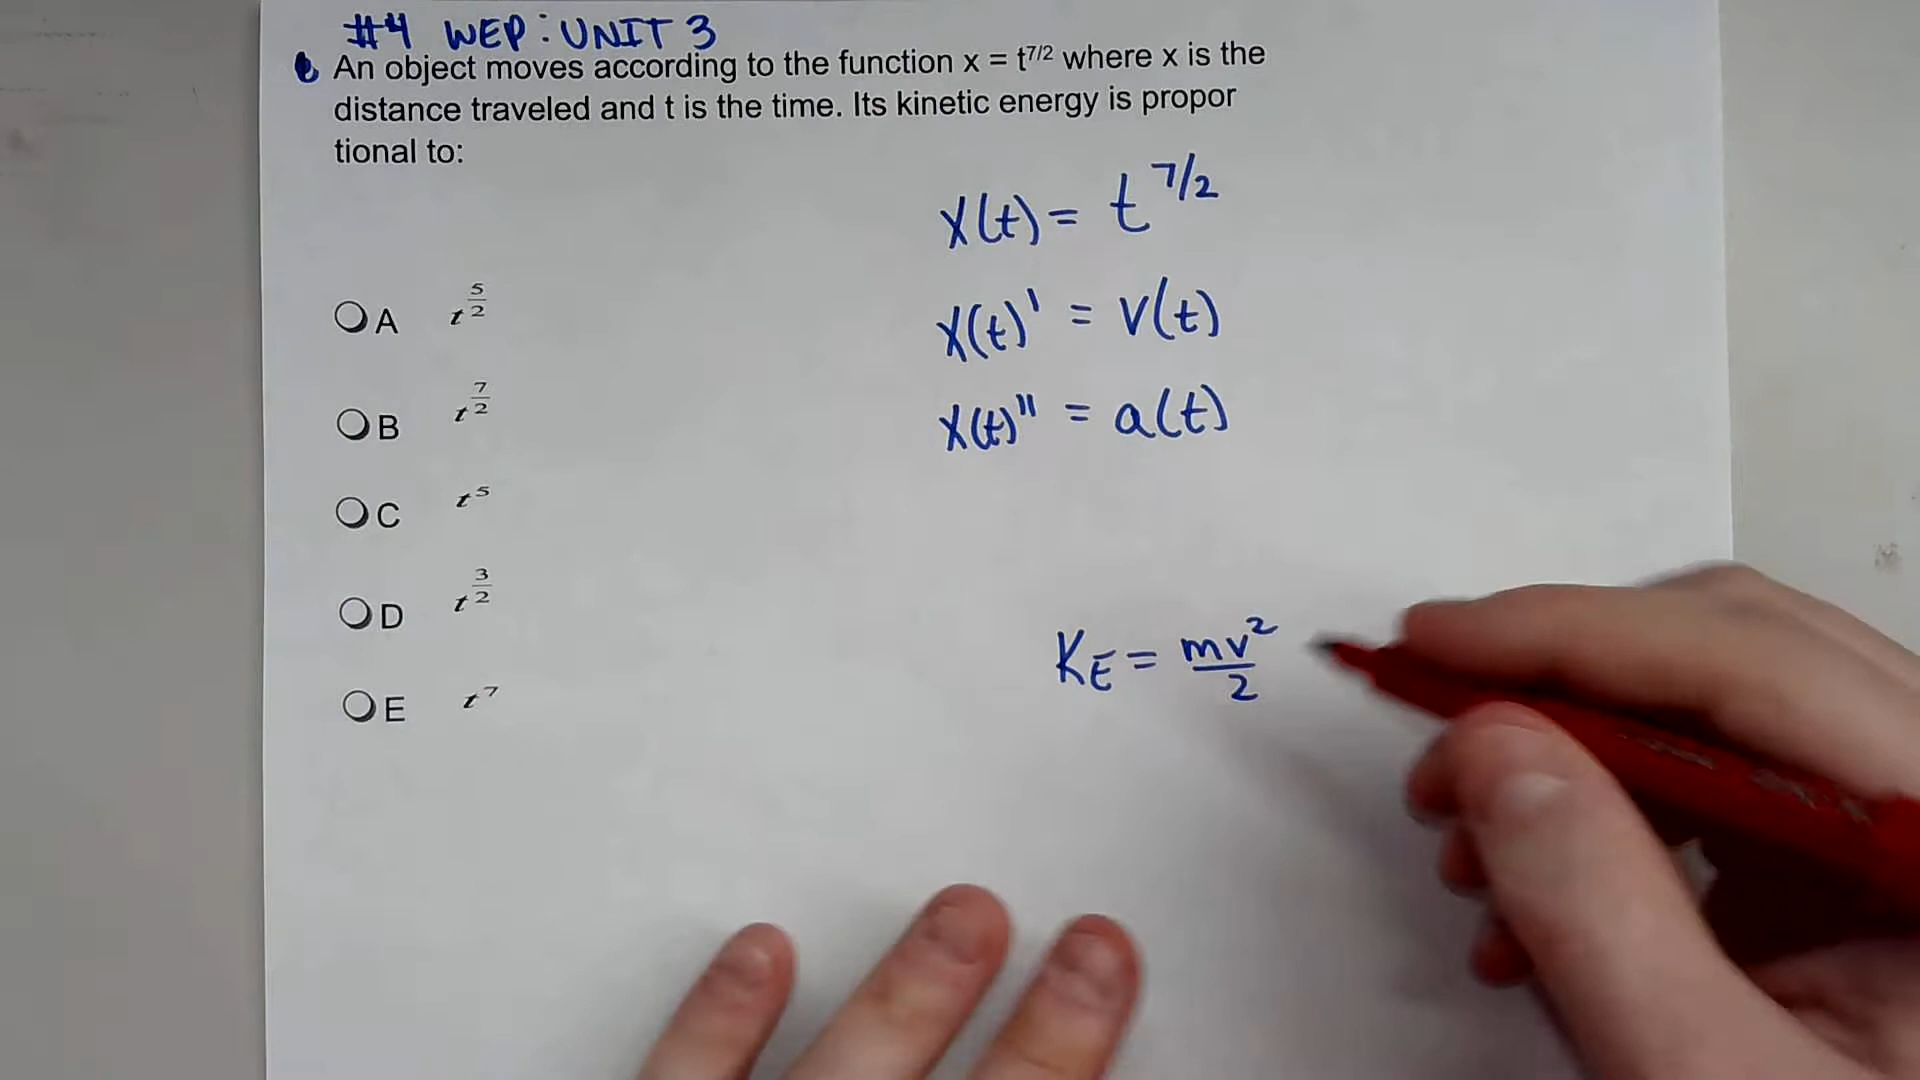 #4 WEP: UNIT 3
An object moves according to the function x = t^7/2 where x is the
distance traveled and t is the time. Its kinetic energy is propor
tional to:
X(t) = t^7/2
X(t)' = V(t)
X(t)" = a(t)
A t^5/2
B t^7/2
C t^5
D t^3/2
E t^7
KE = mv²/2